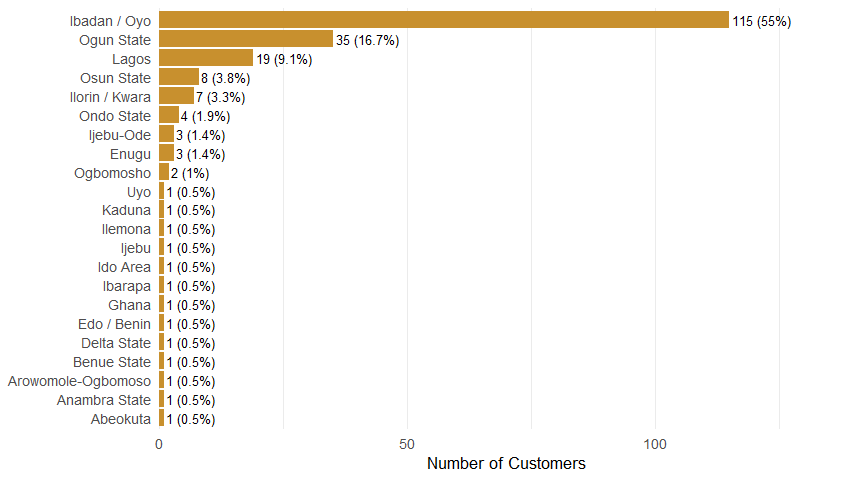 Ibadan / Oyo 115 (55%)
Ogun State 35 (16.7%)
Lagos 19 (9.1%)
Osun State 8 (3.8%)
Ilorin / Kwara 7 (3.3%)
Ondo State 4 (1.9%)
Ijebu-Ode 3 (1.4%)
Enugu 3 (1.4%)
Ogbomosho 2 (1%)
Uyo 1 (0.5%)
Kaduna 1 (0.5%)
Ilemona 1 (0.5%)
Ijebu 1 (0.5%)
Ido Area 1 (0.5%)
Ibarapa 1 (0.5%)
Ghana 1 (0.5%)
Edo / Benin 1 (0.5%)
Delta State 1 (0.5%)
Benue State 1 (0.5%)
Arowomole-Ogbomoso 1 (0.5%)
Anambra State 1 (0.5%)
Abeokuta 1 (0.5%)
0 50 100
Number of Customers